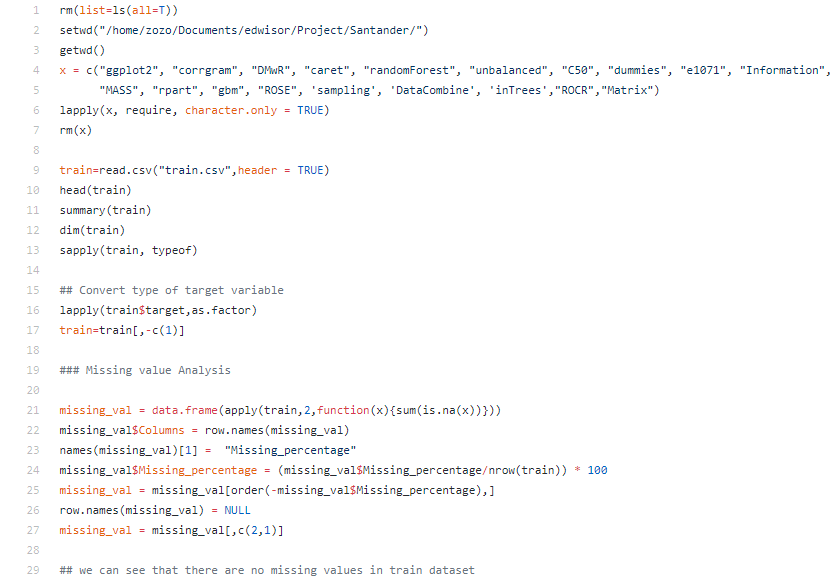 1 rm(list=ls(all=T))
2 setwd("/home/zozo/Documents/edwisor/Project/Santander/")
3 getwd()
4 x = c("ggplot2", "corrgram", "DMwR", "caret", "randomForest", "unbalanced", "C50", "dummies", "e1071", "Information",
5 "MASS", "rpart", "gbm", "ROSE", 'sampling', 'DataCombine', 'inTrees',"ROCR","Matrix")
6 lapply(x, require, character.only = TRUE)
7 rm(x)
8
9 train=read.csv("train.csv",header = TRUE)
10 head(train)
11 summary(train)
12 dim(train)
13 sapply(train, typeof)
14
15 ## Convert type of target variable
16 lapply(train$target,as.factor)
17 train=train[,-c(1)]
18
19 ### Missing value Analysis
20
21 missing_val = data.frame(apply(train,2,function(x){sum(is.na(x))}))
22 missing_val$Columns = row.names(missing_val)
23 names(missing_val)[1] =  "Missing_percentage"
24 missing_val$Missing_percentage = (missing_val$Missing_percentage/nrow(train)) * 100
25 missing_val = missing_val[order(-missing_val$Missing_percentage),]
26 row.names(missing_val) = NULL
27 missing_val = missing_val[,c(2,1)]
28
29 ## we can see that there are no missing values in train dataset